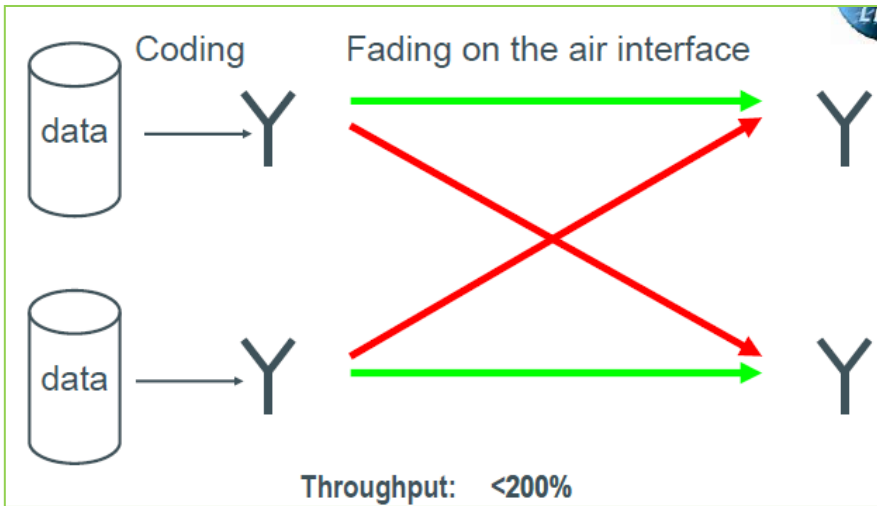 Coding Fading on the air interface
data
data
Throughput: <200%